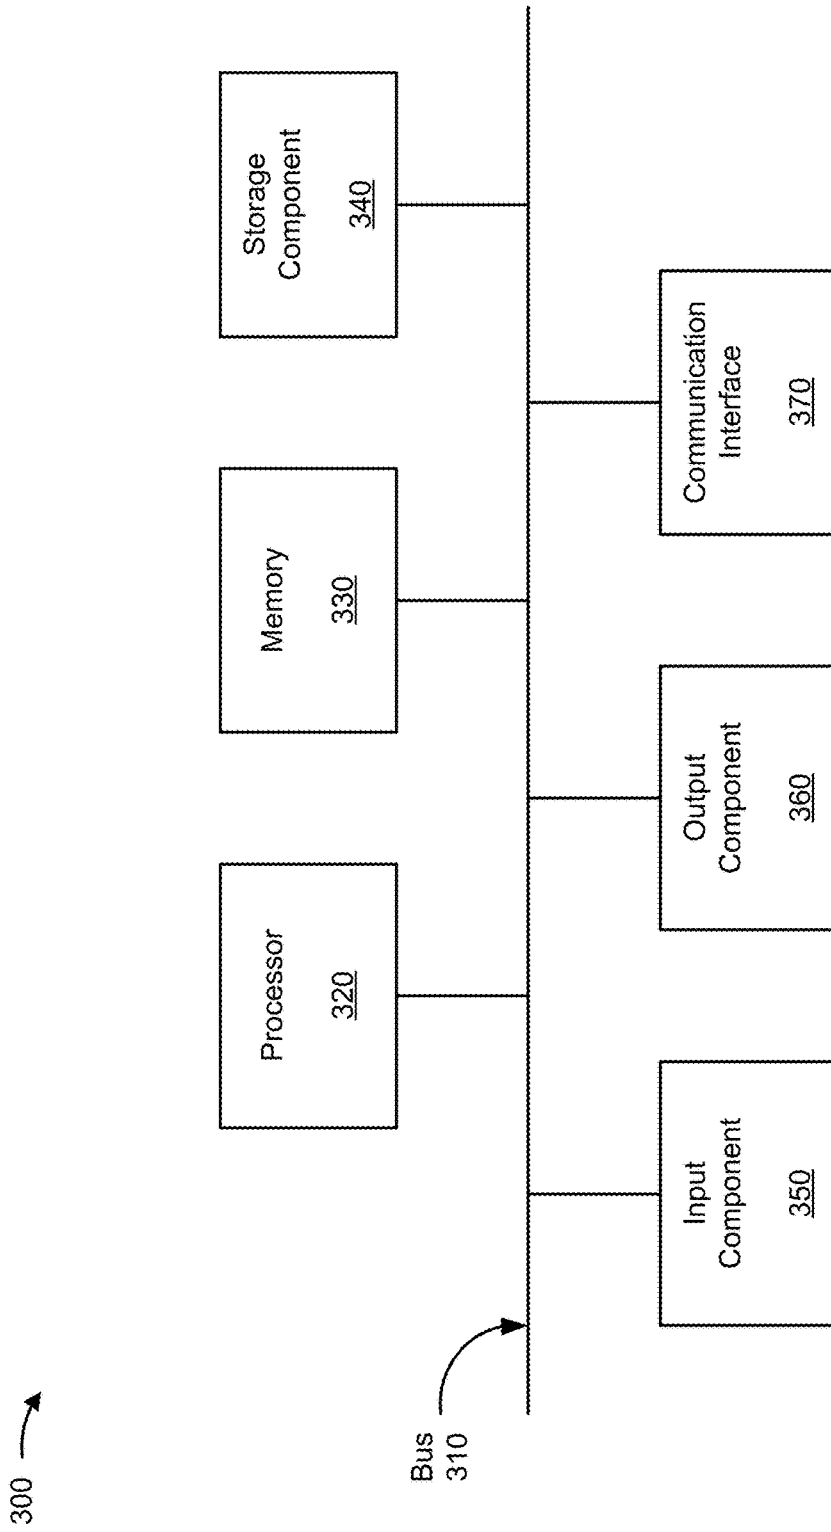 300
Bus
310
Processor
320
Memory
330
Storage
Component
340
Input
Component
350
Output
Component
360
Communication
Interface
370